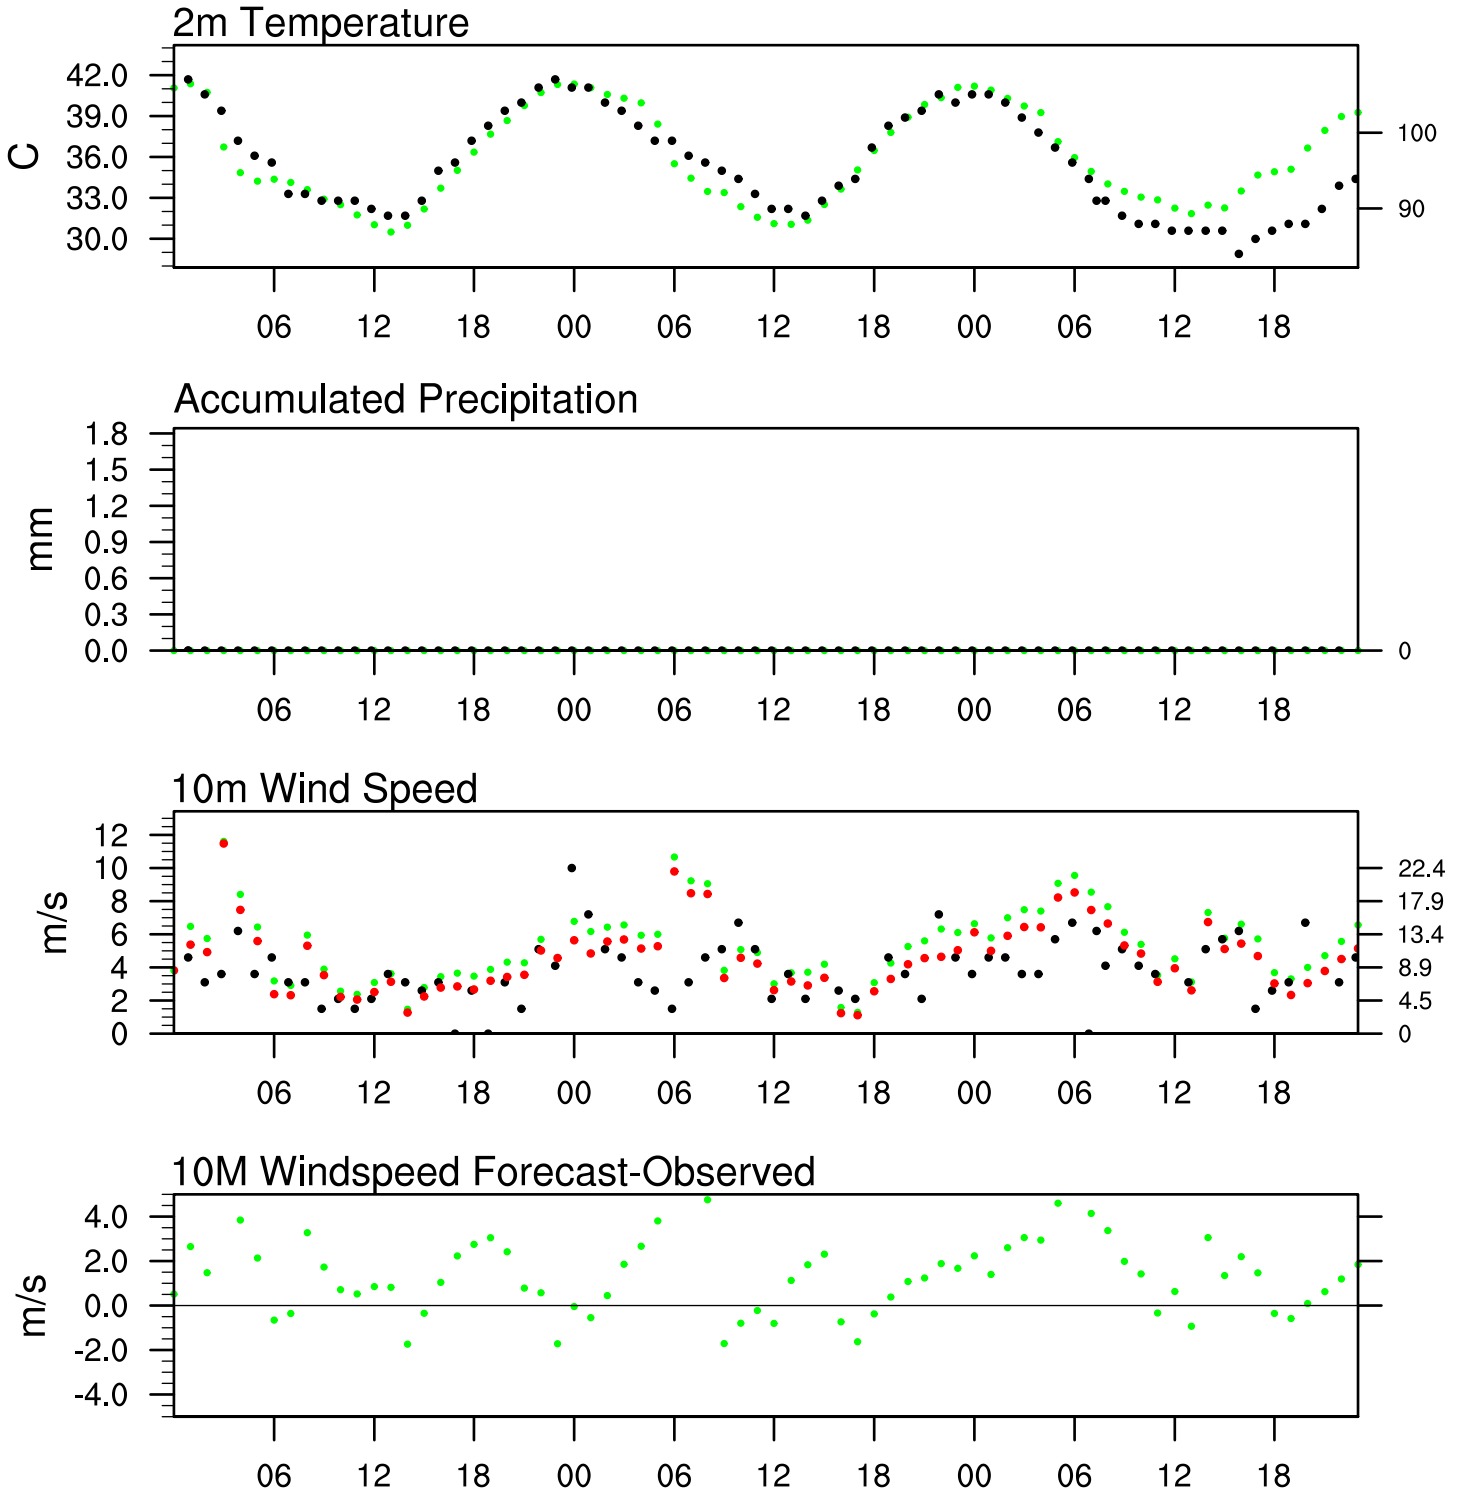 2m Temperature
42.0
39.0
36.0
33.0
30.0
C
100
90
06 12 18 00 06 12 18 00 06 12 18
Accumulated Precipitation
1.8
1.5
1.2
0.9
0.6
0.3
0.0
mm
0
06 12 18 00 06 12 18 00 06 12 18
10m Wind Speed
12
10
8
6
4
2
0
m/s
22.4
17.9
13.4
8.9
4.5
0
06 12 18 00 06 12 18 00 06 12 18
10M Windspeed Forecast-Observed
4.0
2.0
0.0
-2.0
-4.0
m/s
06 12 18 00 06 12 18 00 06 12 18